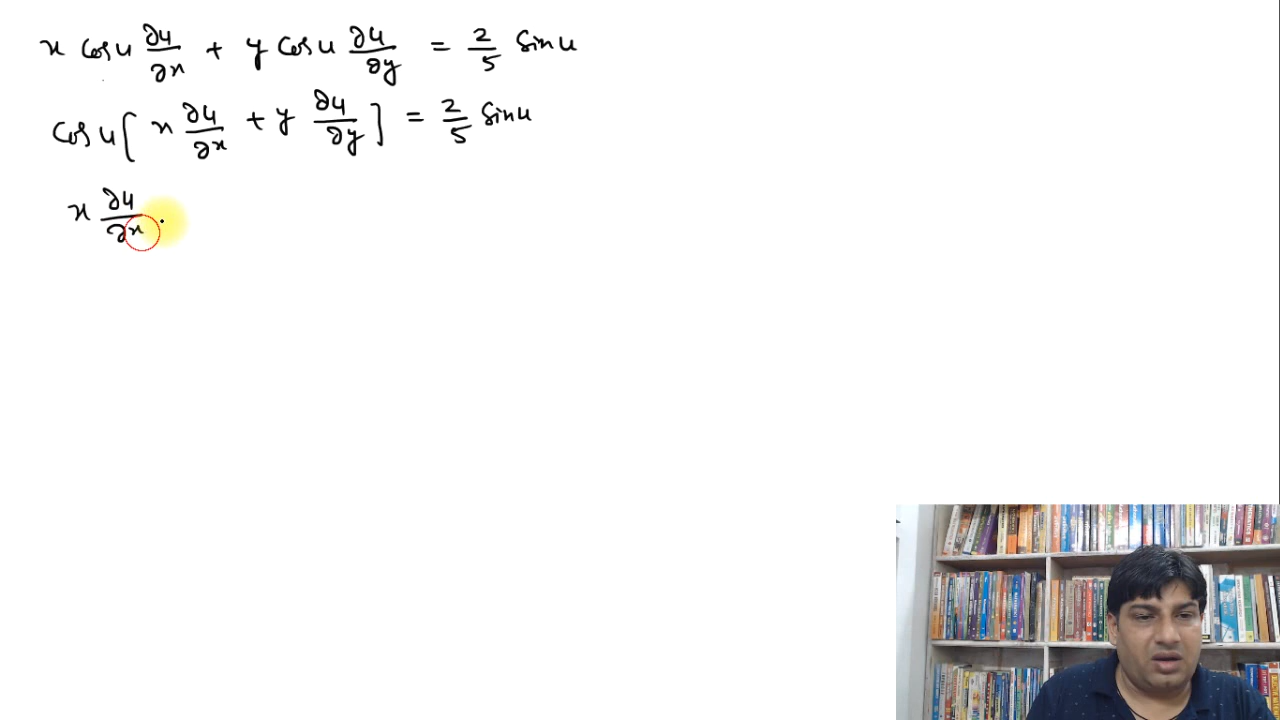 x cos u ∂u/∂x + y cos u ∂u/∂y = 2/5 sin u
cos u [ x ∂u/∂x + y ∂u/∂y ] = 2/5 sin u
x ∂u/∂x